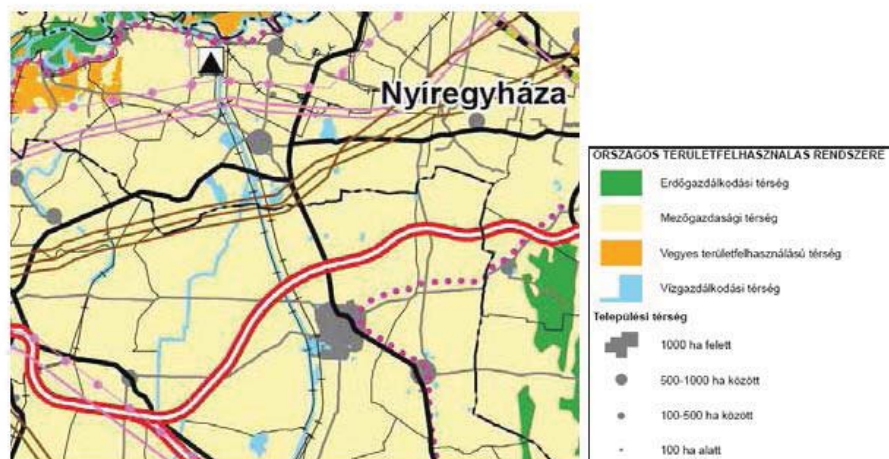 Nyíregyháza
ORSZÁGOS TERÜLETFELHASZNÁLÁS RENDSZERE
Erdőgazdálkodási térség
Mezőgazdasági térség
Vegyes területfelhasználású térség
Vízgazdálkodási térség
Települési térség
1000 ha felett
500-1000 ha között
100-500 ha között
100 ha alatt